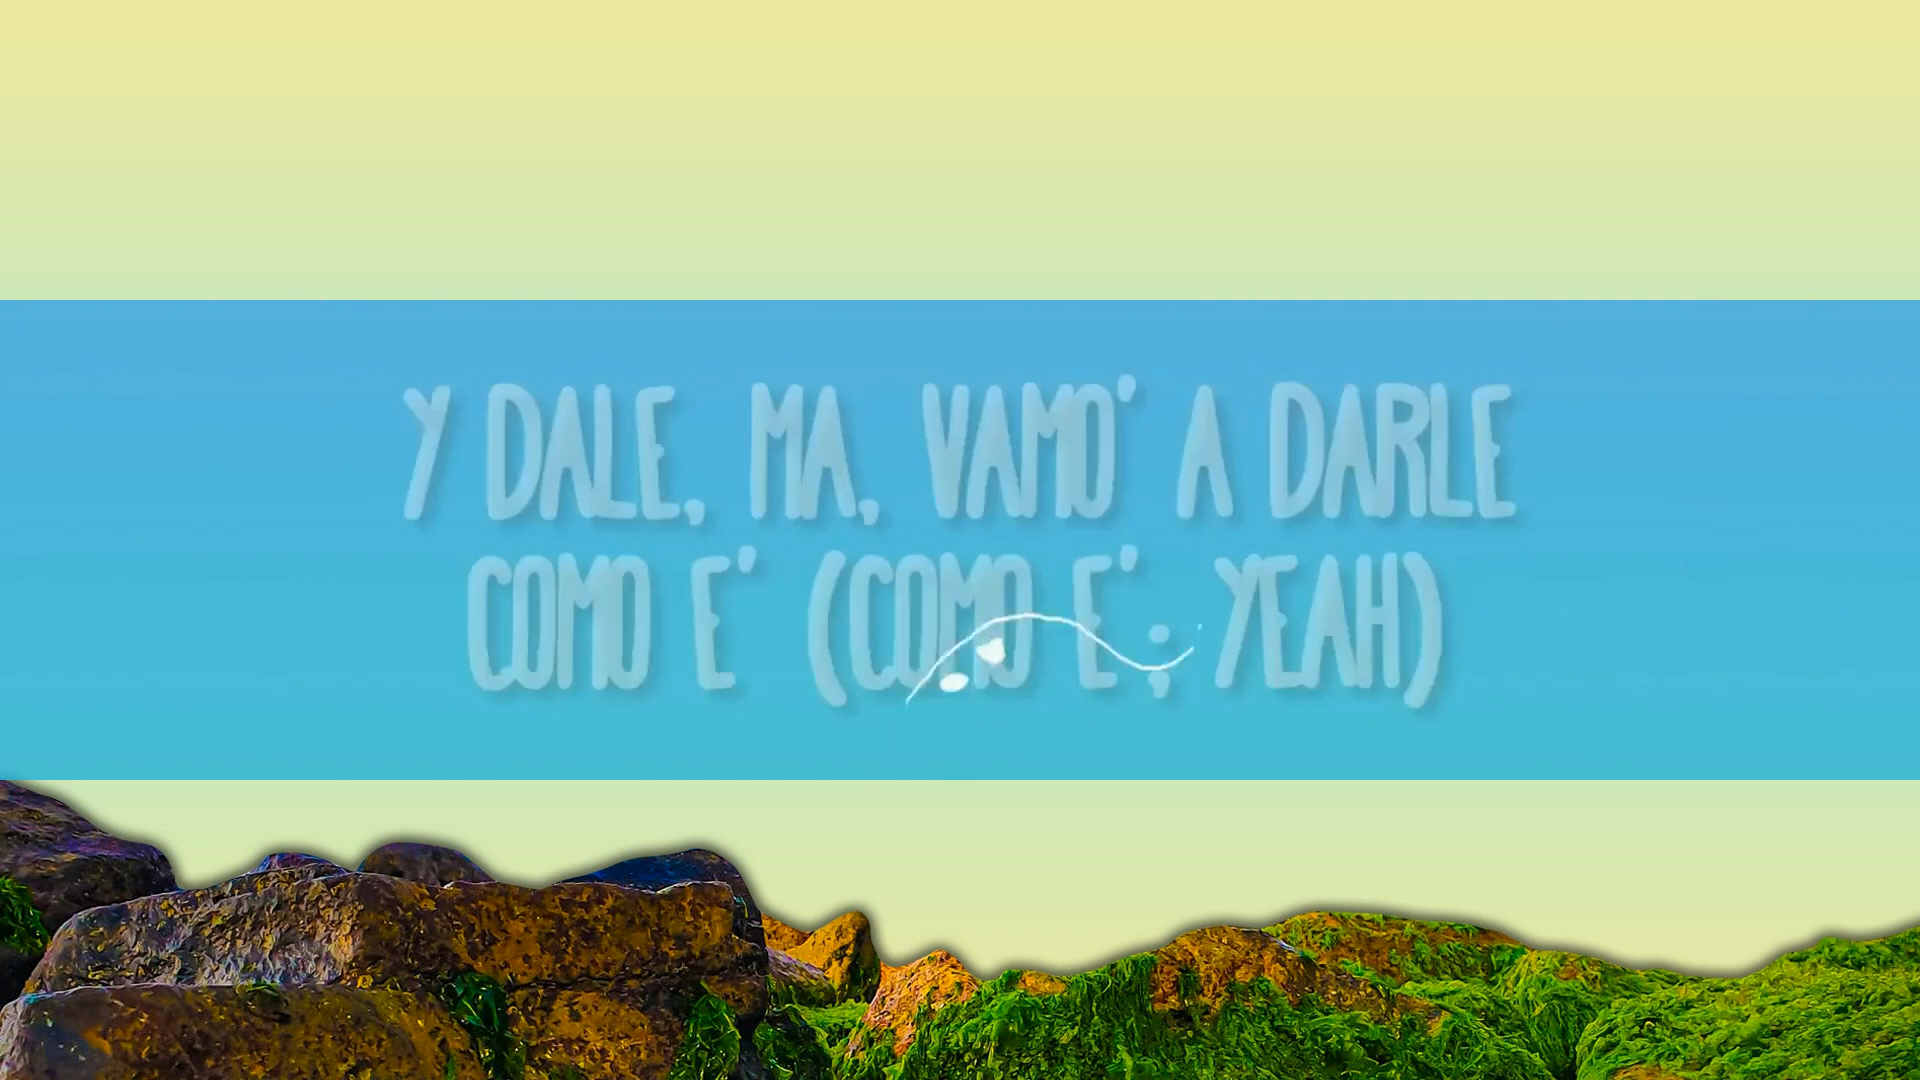 Y DALE, MA, VAMO' A DARLE
COMO E' (COMO E'; YEAH)